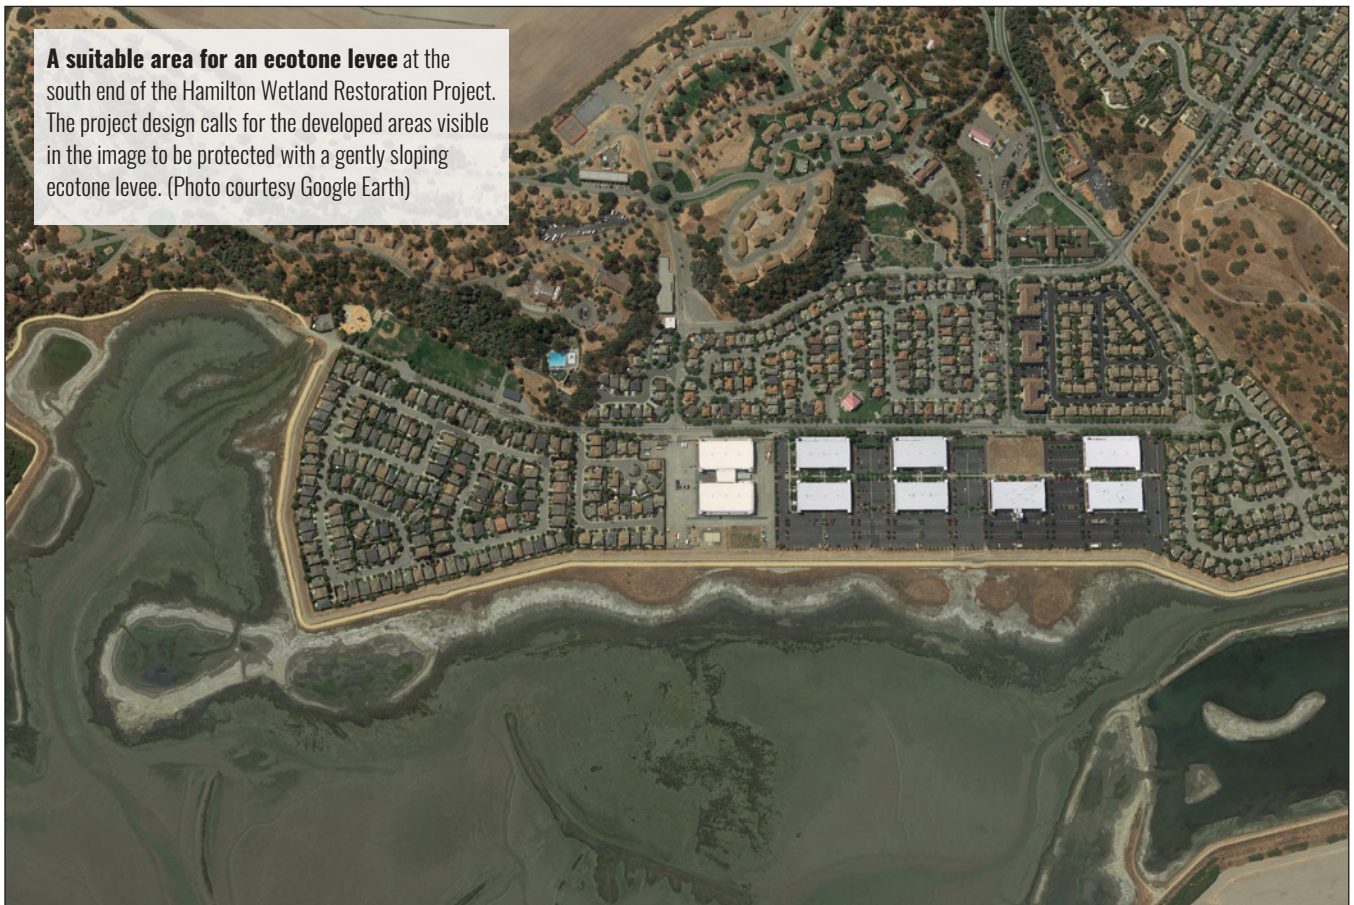 A suitable area for an ecotone levee at the
south end of the Hamilton Wetland Restoration Project.
The project design calls for the developed areas visible
in the image to be protected with a gently sloping
ecotone levee. (Photo courtesy Google Earth)